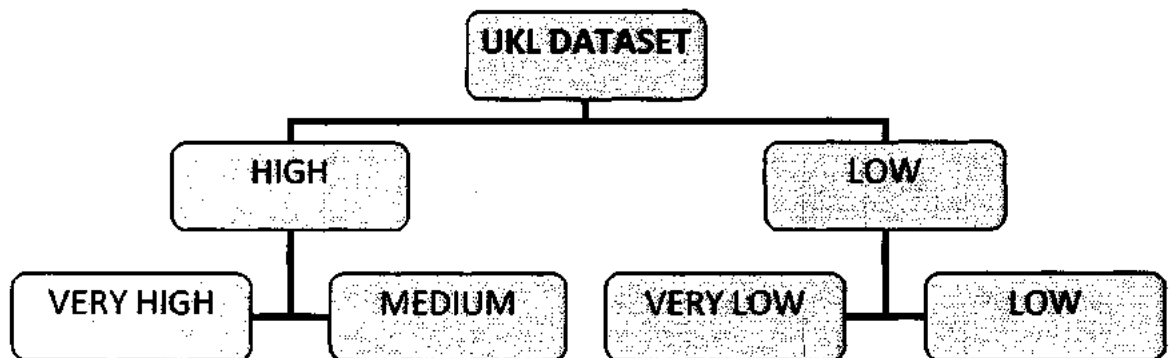 UKL DATASET
HIGH
LOW
VERY HIGH
MEDIUM
VERY LOW
LOW